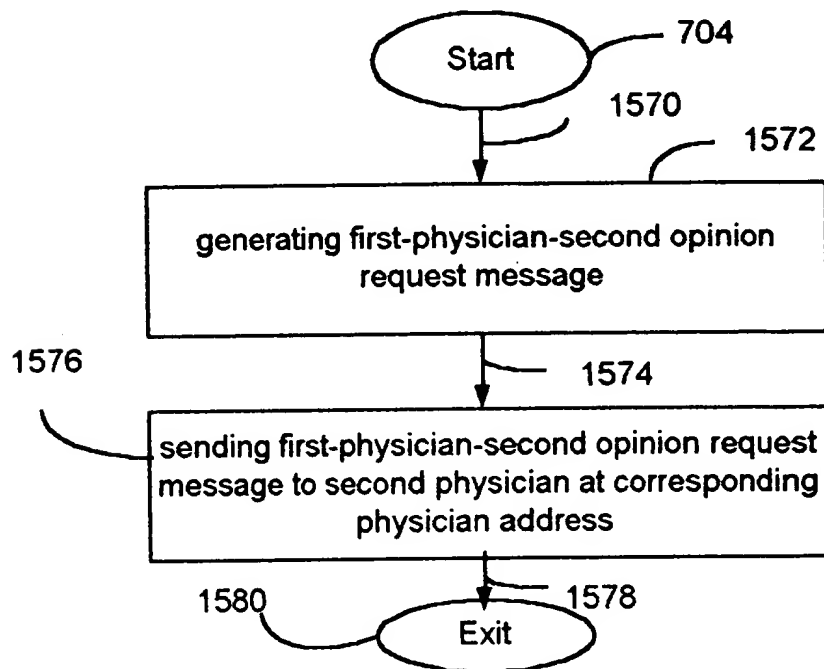 Start
704
1570
1572
generating first-physician-second opinion
request message
1574
1576
sending first-physician-second opinion request
message to second physician at corresponding
physician address
1578
1580
Exit